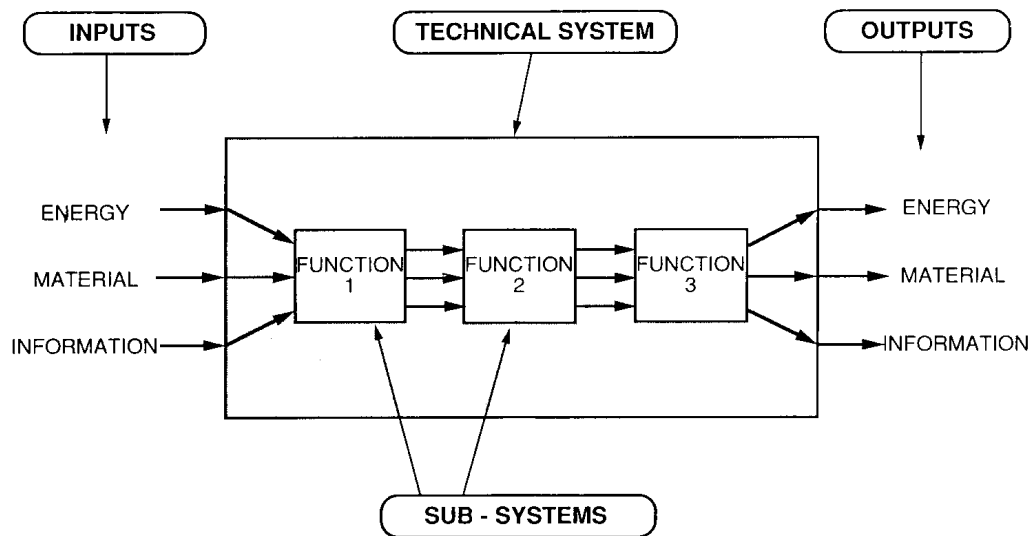 INPUTS
TECHNICAL SYSTEM
OUTPUTS
ENERGY
MATERIAL
INFORMATION
FUNCTION
1
FUNCTION
2
FUNCTION
3
ENERGY
MATERIAL
INFORMATION
SUB - SYSTEMS